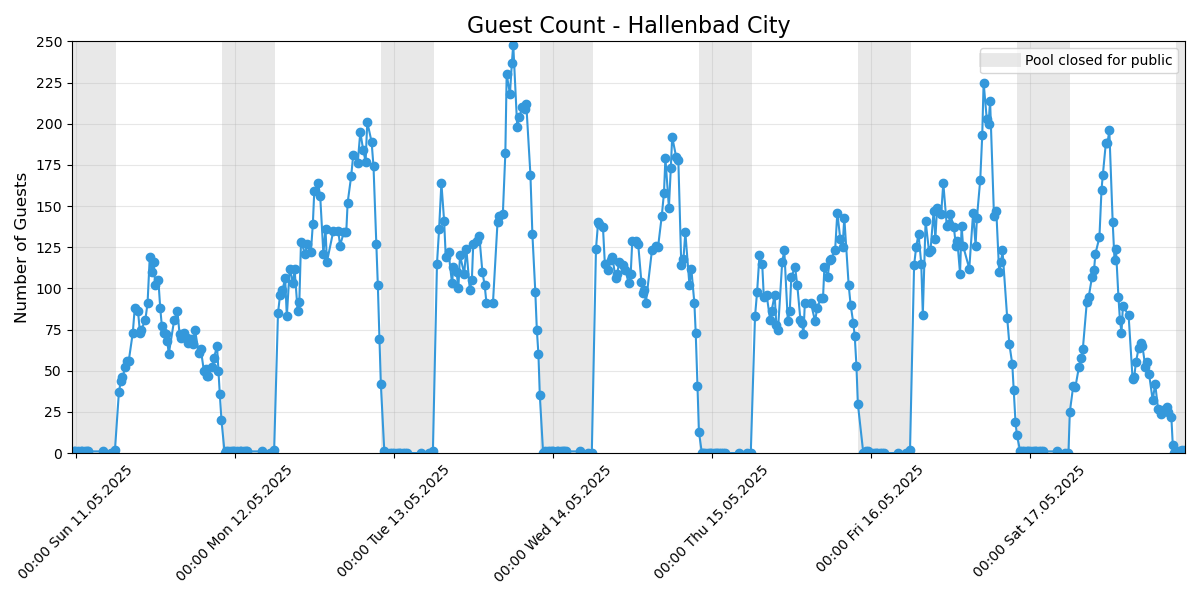 Guest Count - Hallenbad City
Pool closed for public
Number of Guests
250
225
200
175
150
125
100
75
50
25
0
00:00 Sun 11.05.2025
00:00 Mon 12.05.2025
00:00 Tue 13.05.2025
00:00 Wed 14.05.2025
00:00 Thu 15.05.2025
00:00 Fri 16.05.2025
00:00 Sat 17.05.2025